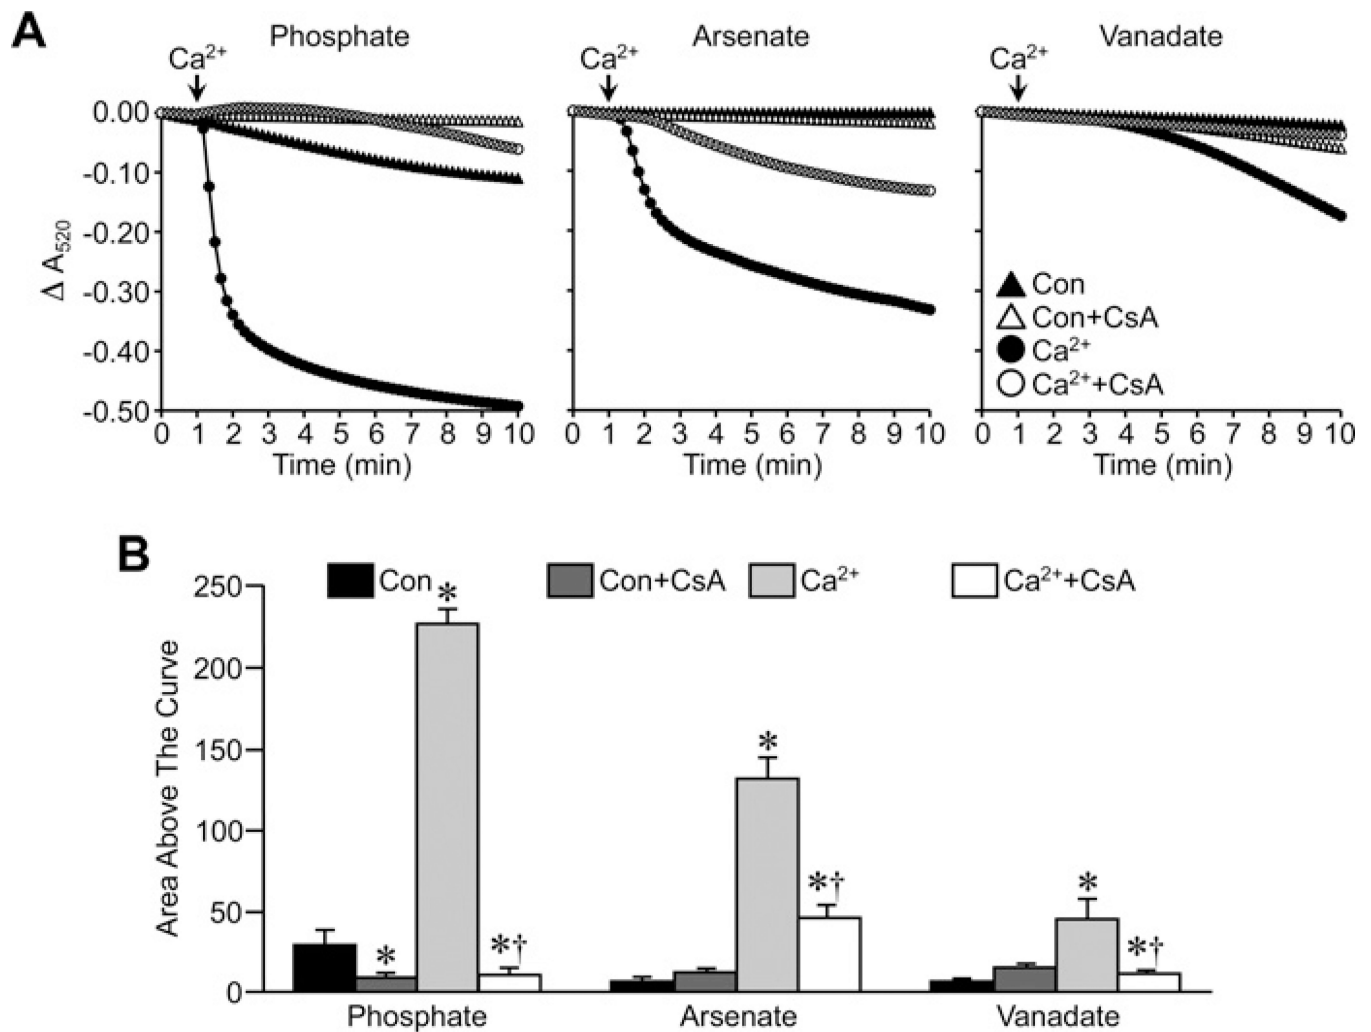 A
Phosphate
Arsenate
Vanadate
Ca²⁺
Ca²⁺
Ca²⁺
Δ A₅₂₀
0.00
-0.10
-0.20
-0.30
-0.40
-0.50
0 1 2 3 4 5 6 7 8 9 10
0 1 2 3 4 5 6 7 8 9 10
0 1 2 3 4 5 6 7 8 9 10
Time (min)
Time (min)
Time (min)
Con
Con+CsA
Ca²⁺
Ca²⁺+CsA
B
Con
Con+CsA
Ca²⁺
Ca²⁺+CsA
Area Above The Curve
250
200
150
100
50
0
* * *†
* *†
* *†
Phosphate
Arsenate
Vanadate